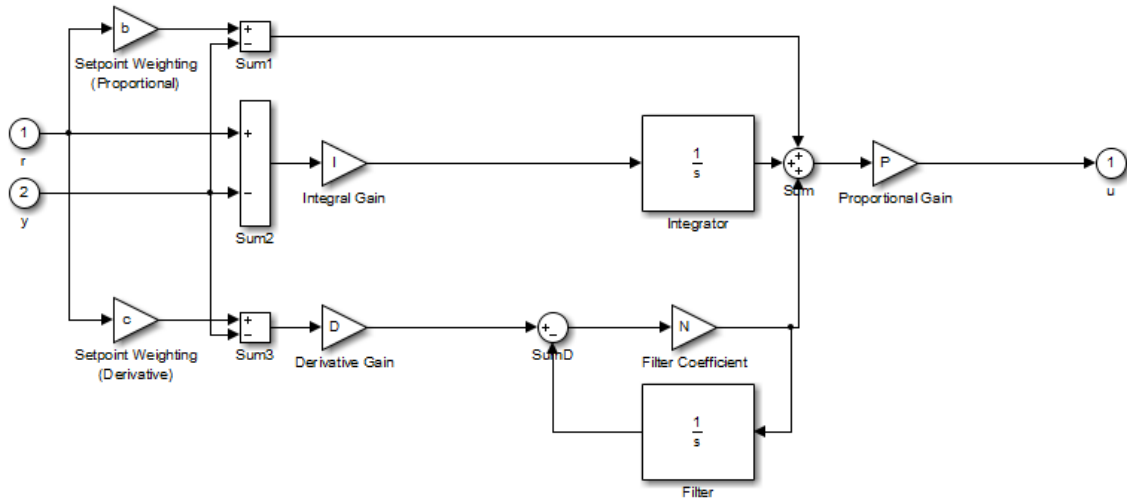 b
+
−
Sum1
Setpoint Weighting
(Proportional)
1
r
2
y
+
−
Sum2
I
Integral Gain
1
s
Integrator
+
+
+
Sum
P
Proportional Gain
1
u
c
Setpoint Weighting
(Derivative)
+
−
Sum3
D
Derivative Gain
+
−
SumD
N
Filter Coefficient
1
s
Filter